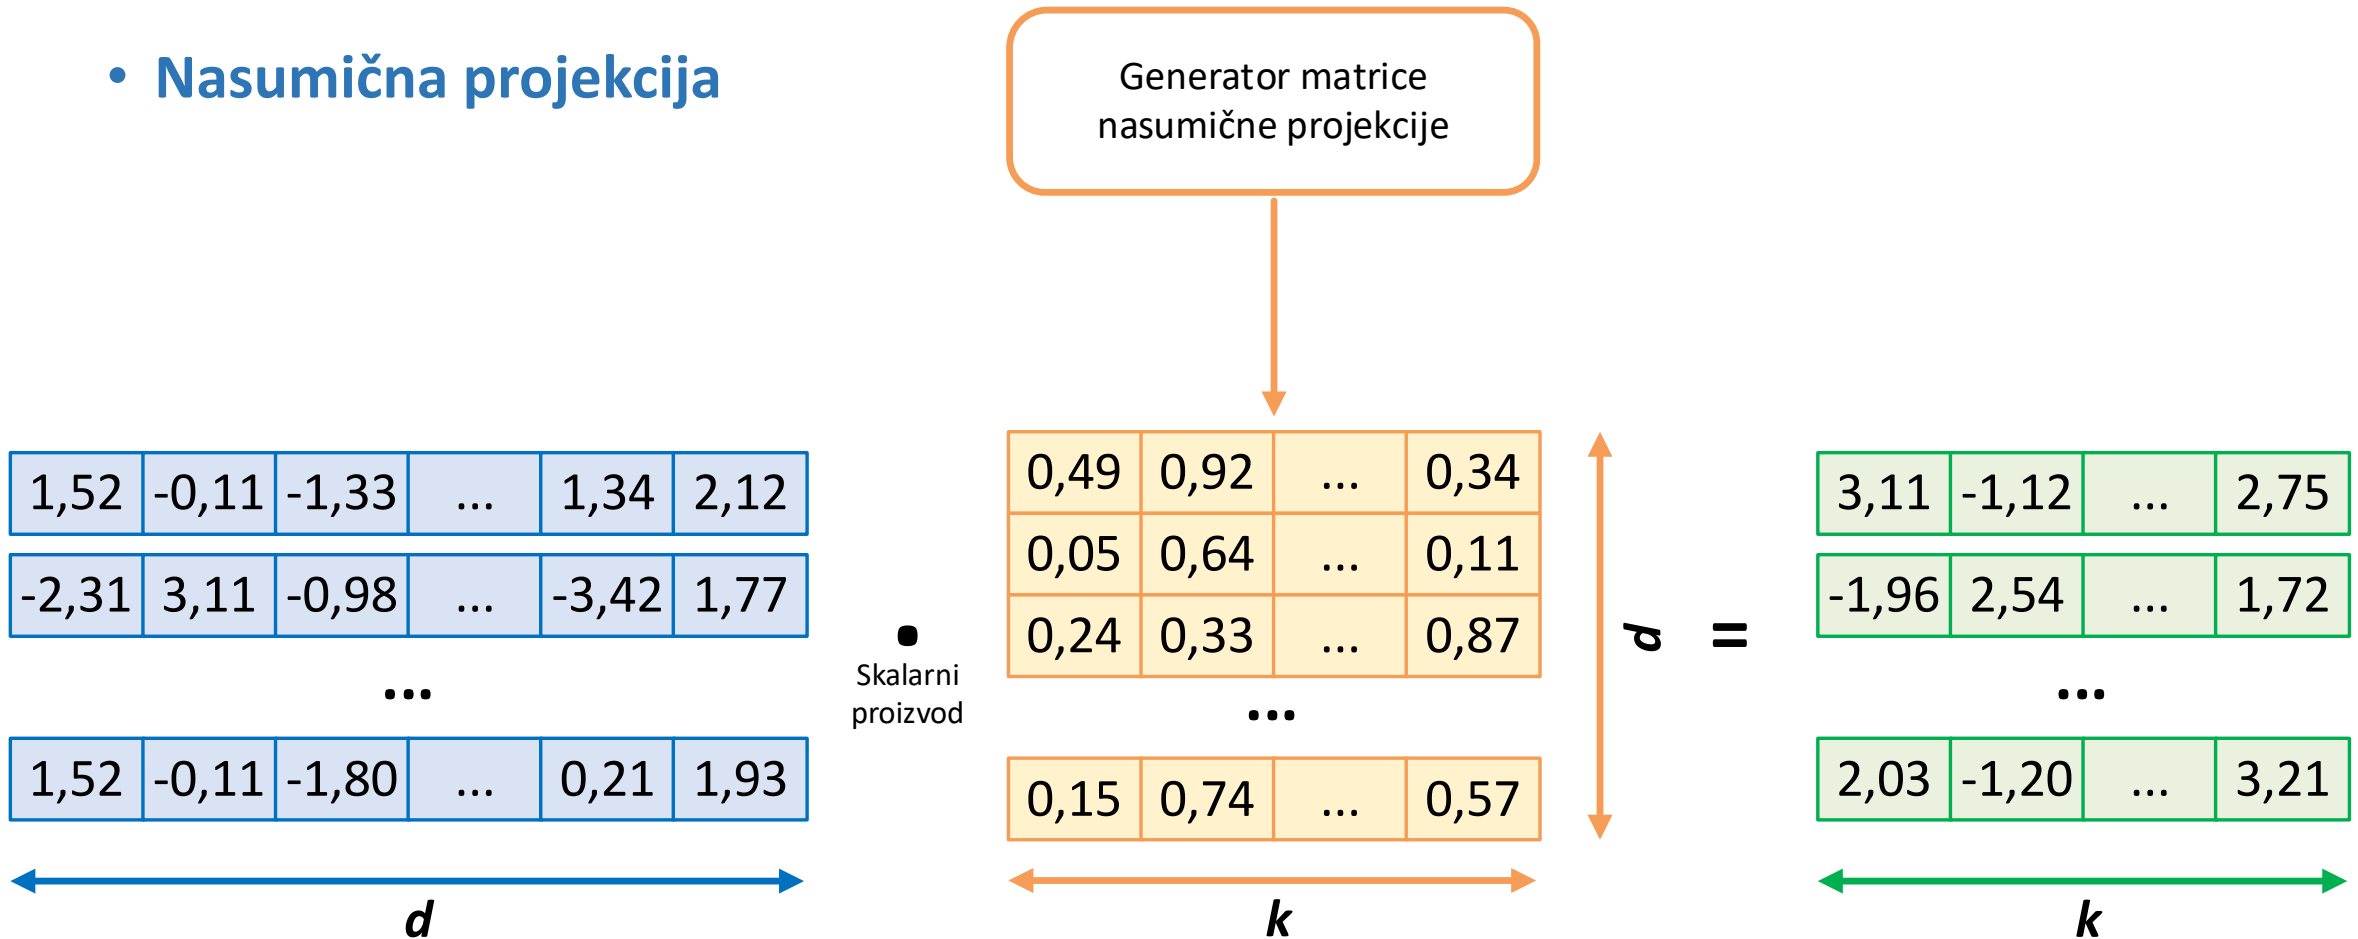 • Nasumična projekcija
Generator matrice
nasumične projekcije
1,52 -0,11 -1,33 ... 1,34 2,12
-2,31 3,11 -0,98 ... -3,42 1,77
...
1,52 -0,11 -1,80 ... 0,21 1,93
d
.
Skalarni
proizvod
0,49 0,92 ... 0,34
0,05 0,64 ... 0,11
0,24 0,33 ... 0,87
...
0,15 0,74 ... 0,57
k
d
=
3,11 -1,12 ... 2,75
-1,96 2,54 ... 1,72
...
2,03 -1,20 ... 3,21
k